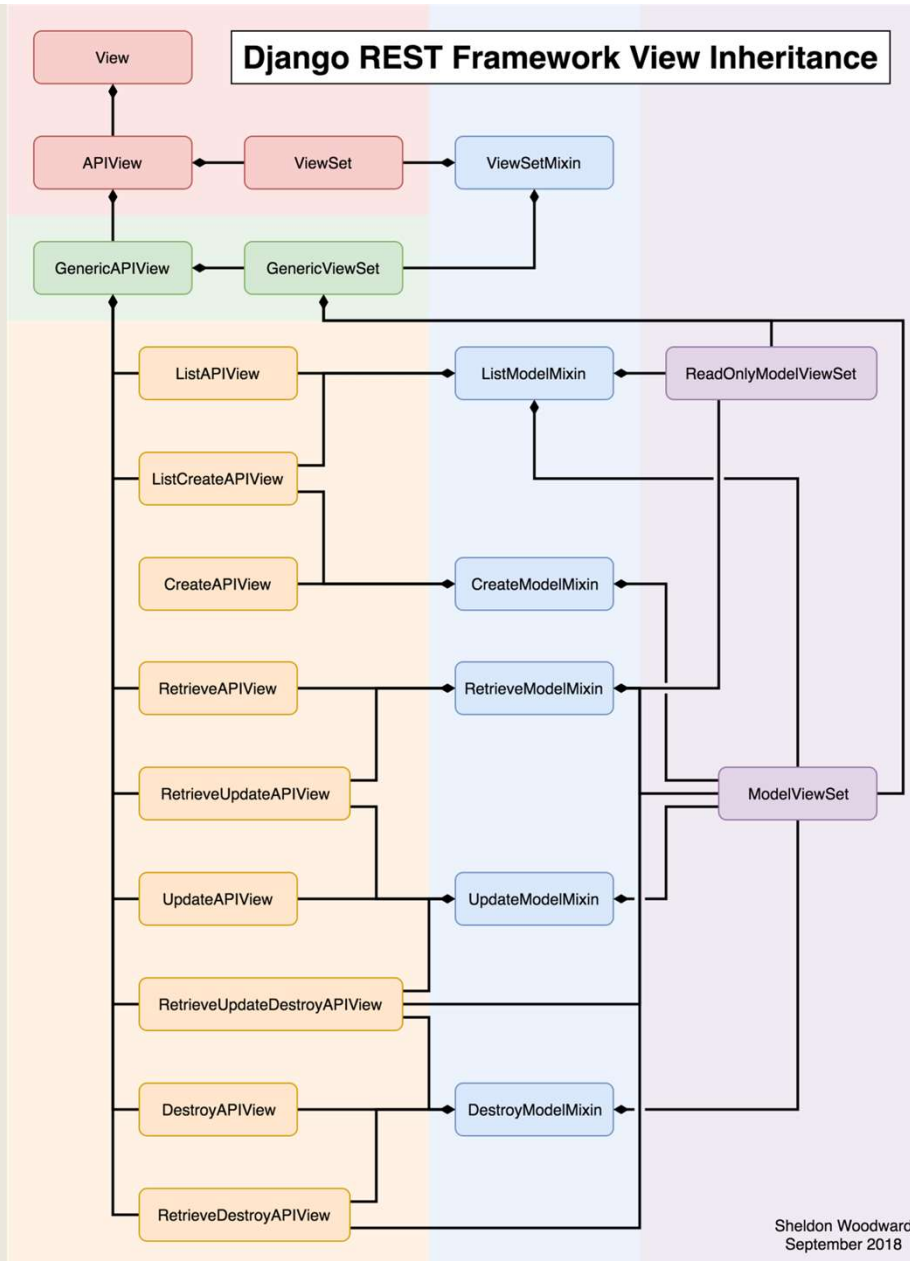 Django REST Framework View Inheritance
View
APIView
ViewSet
ViewSetMixin
GenericAPIView
GenericViewSet
ListAPIView
ListModelMixin
ReadOnlyModelViewSet
ListCreateAPIView
CreateAPIView
CreateModelMixin
RetrieveAPIView
RetrieveModelMixin
RetrieveUpdateAPIView
ModelViewSet
UpdateAPIView
UpdateModelMixin
RetrieveUpdateDestroyAPIView
DestroyAPIView
DestroyModelMixin
RetrieveDestroyAPIView
Sheldon Woodward
September 2018